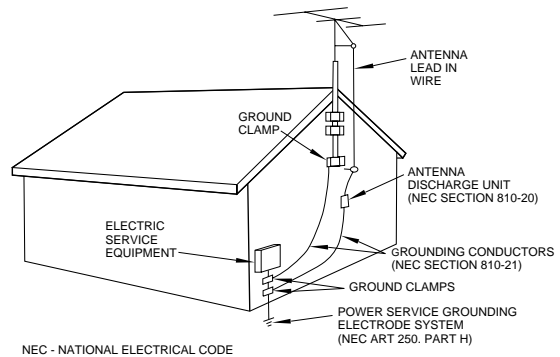 ANTENNA
LEAD IN
WIRE
GROUND
CLAMP
ANTENNA
DISCHARGE UNIT
(NEC SECTION 810-20)
ELECTRIC
SERVICE
EQUIPMENT
GROUNDING CONDUCTORS
(NEC SECTION 810-21)
GROUND CLAMPS
POWER SERVICE GROUNDING
ELECTRODE SYSTEM
(NEC ART 250. PART H)
NEC - NATIONAL ELECTRICAL CODE